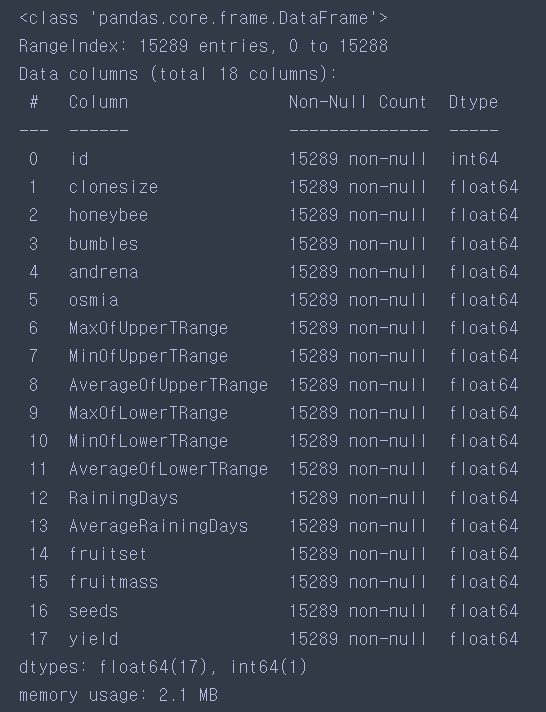 <class 'pandas.core.frame.DataFrame'>
RangeIndex: 15289 entries, 0 to 15288
Data columns (total 18 columns):
 #   Column                Non-Null Count  Dtype
---  ------                --------------  -----
 0   id                    15289 non-null  int64
 1   clonesize             15289 non-null  float64
 2   honeybee              15289 non-null  float64
 3   bumbles               15289 non-null  float64
 4   andrena               15289 non-null  float64
 5   osmia                 15289 non-null  float64
 6   MaxOfUpperTRange      15289 non-null  float64
 7   MinOfUpperTRange      15289 non-null  float64
 8   AverageOfUpperTRange  15289 non-null  float64
 9   MaxOfLowerTRange      15289 non-null  float64
 10  MinOfLowerTRange      15289 non-null  float64
 11  AverageOfLowerTRange  15289 non-null  float64
 12  RainingDays           15289 non-null  float64
 13  AverageRainingDays    15289 non-null  float64
 14  fruitset              15289 non-null  float64
 15  fruitmass             15289 non-null  float64
 16  seeds                 15289 non-null  float64
 17  yield                 15289 non-null  float64
dtypes: float64(17), int64(1)
memory usage: 2.1 MB